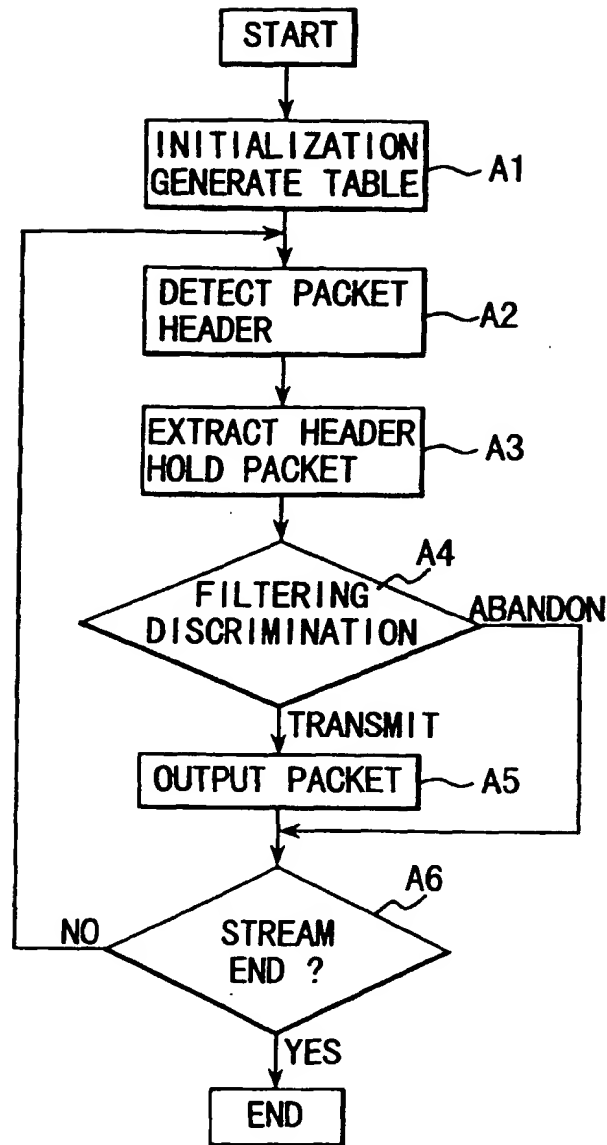 START
INITIALIZATION
GENERATE TABLE
A1
DETECT PACKET
HEADER
A2
EXTRACT HEADER
HOLD PACKET
A3
A4
FILTERING
DISCRIMINATION
ABANDON
TRANSMIT
OUTPUT PACKET
A5
A6
NO
STREAM
END ?
YES
END